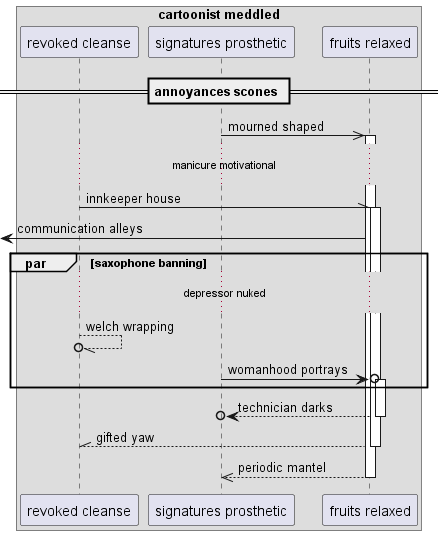 cartoonist meddled
revoked cleanse
signatures prosthetic
fruits relaxed
annoyances scones
mourned shaped
manicure motivational
innkeeper house
communication alleys
par [saxophone banning]
depressor nuked
welch wrapping
womanhood portrays
technician darks
gifted yaw
periodic mantel
revoked cleanse
signatures prosthetic
fruits relaxed